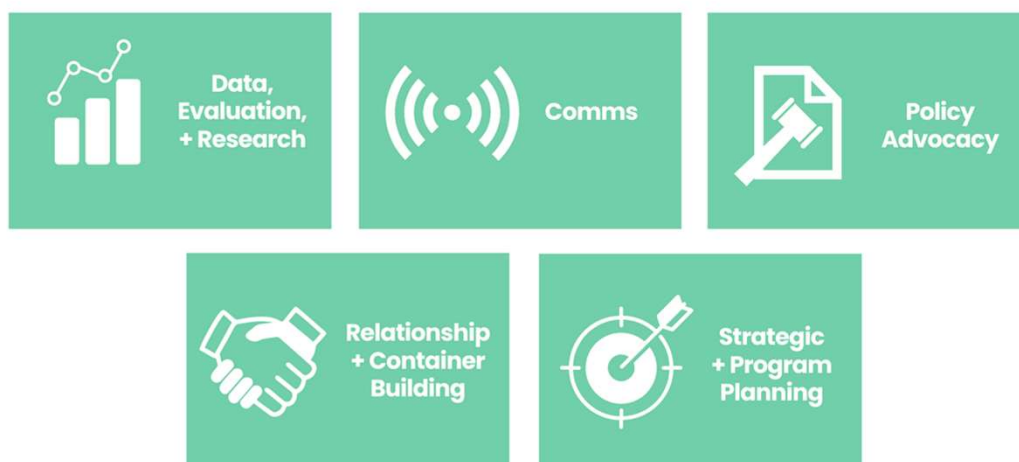 Data,
Evaluation,
+ Research
Comms
Policy
Advocacy
Relationship
+ Container
Building
Strategic
+ Program
Planning